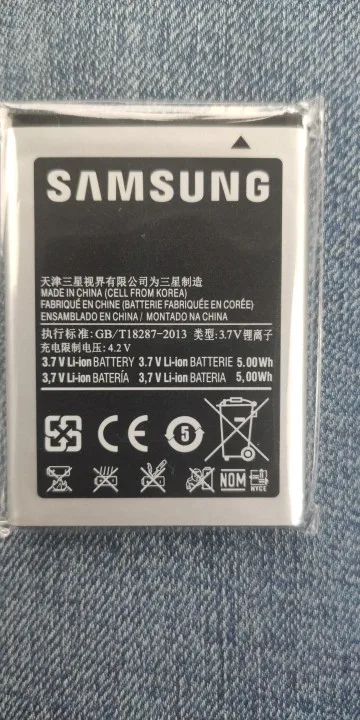 SAMSUNG
天津三星视界有限公司为三星制造
MADE IN CHINA (CELL FROM KOREA)
FABRIQUÉ EN CHINE (BATTERIE FABRIQUÉE EN CORÉE)
ENSAMBLADO EN CHINA / MONTADO NA CHINA
执行标准: GB/T18287-2013 类型: 3.7V锂离子
充电限制电压: 4.2V
3.7 V Li-ion BATTERY 3.7 V Li-ion BATTERIE 5.00Wh
3,7 V Li-ion BATERÍA 3,7 V Li-ion BATERIA 5,00Wh
CE 5
NOM NYCE